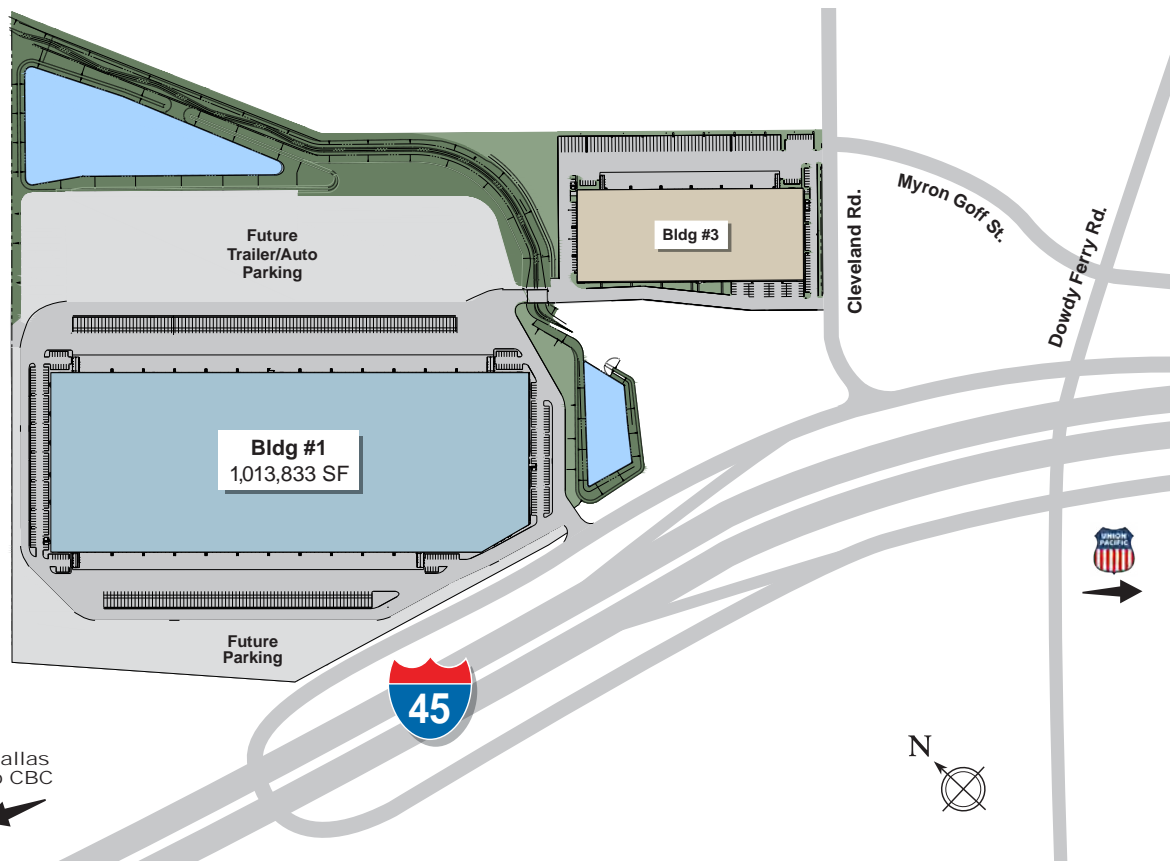 Future
Trailer/Auto
Parking
Bldg #3
Cleveland Rd.
Myron Goff St.
Dowdy Ferry Rd.
Bldg #1
1,013,833 SF
UNION
PACIFIC
Future
Parking
45
N
allas
CBC